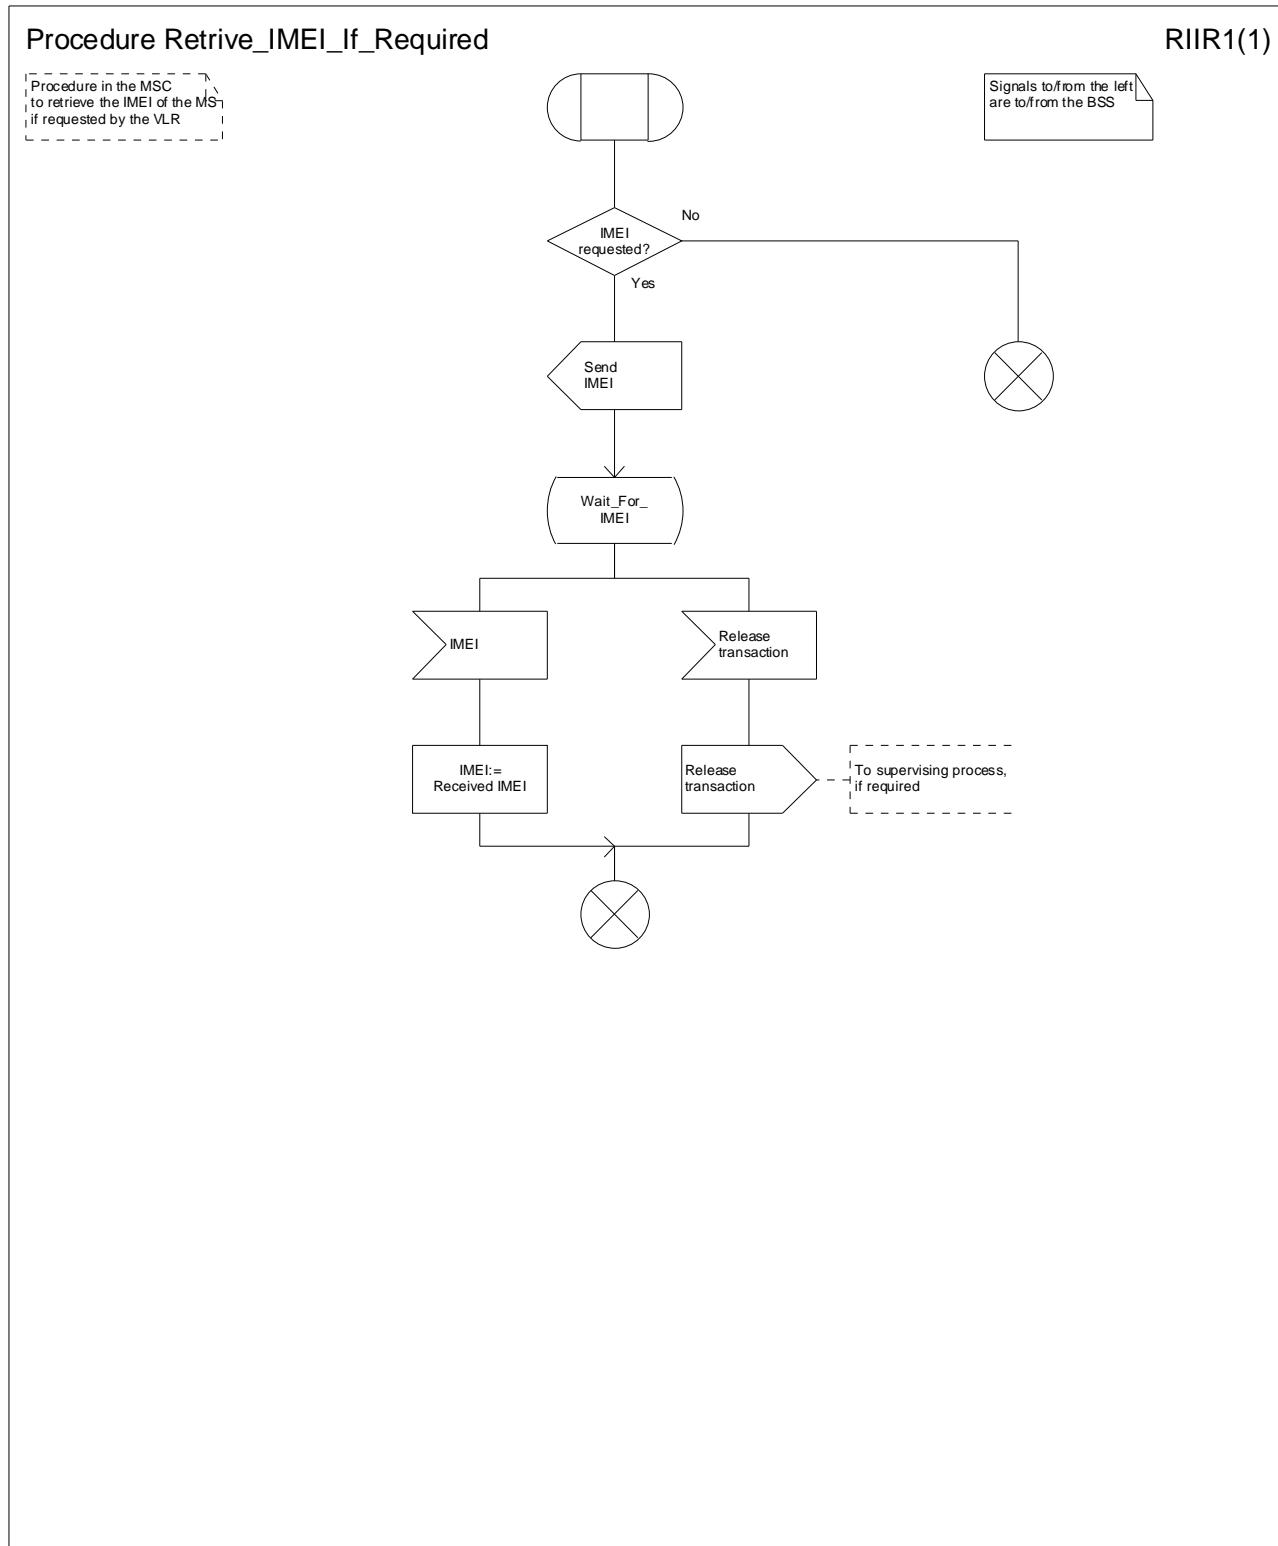 Procedure Retrive_IMEI_If_Required
RIIR1(1)
Procedure in the MSC
to retrieve the IMEI of the MS
if requested by the VLR
Signals to/from the left
are to/from the BSS
IMEI
requested?
No
Yes
Send
IMEI
Wait_For_
IMEI
IMEI
Release
transaction
IMEI:=
Received IMEI
Release
transaction
To supervising process,
if required